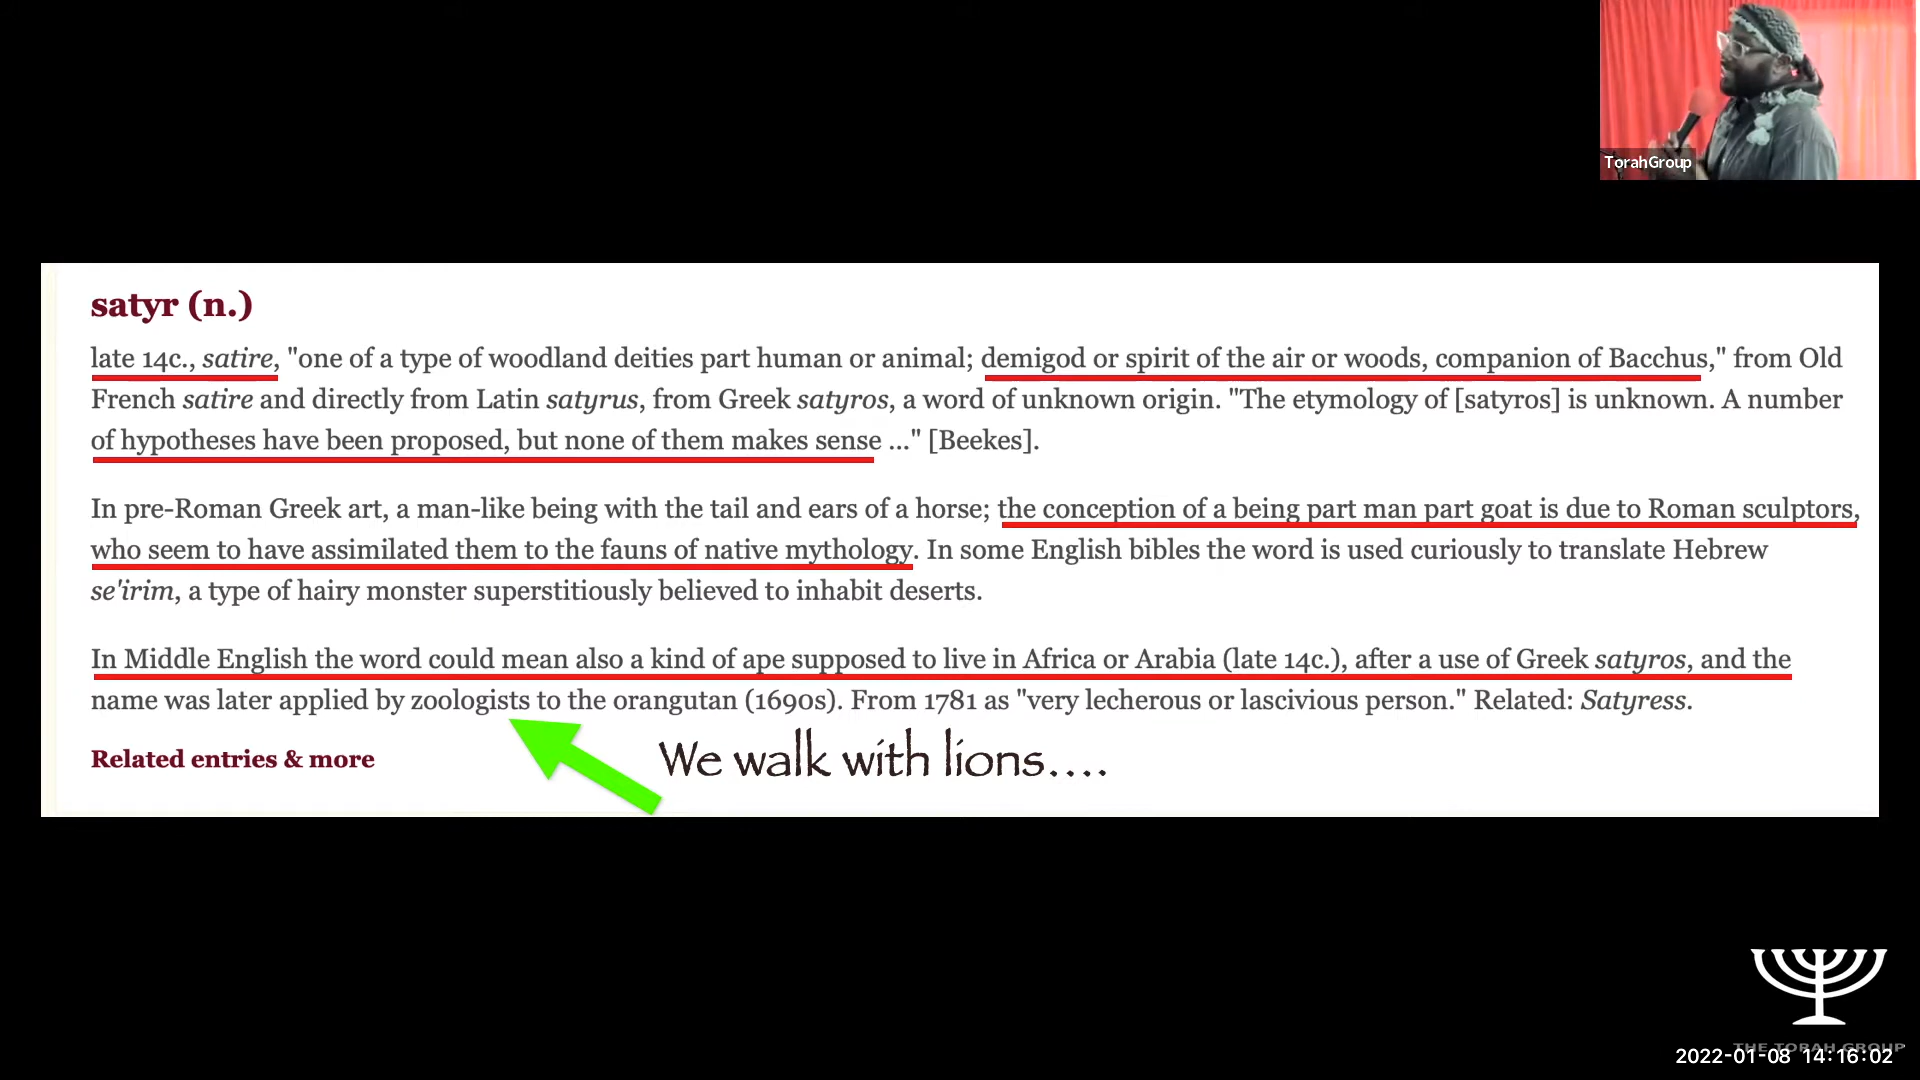 TorahGroup
satyr (n.)
late 14c., satire, "one of a type of woodland deities part human or animal; demigod or spirit of the air or woods, companion of Bacchus," from Old
French satire and directly from Latin satyrus, from Greek satyros, a word of unknown origin. "The etymology of [satyros] is unknown. A number
of hypotheses have been proposed, but none of them makes sense ..." [Beekes].
In pre-Roman Greek art, a man-like being with the tail and ears of a horse; the conception of a being part man part goat is due to Roman sculptors,
who seem to have assimilated them to the fauns of native mythology. In some English bibles the word is used curiously to translate Hebrew
se'irim, a type of hairy monster superstitiously believed to inhabit deserts.
In Middle English the word could mean also a kind of ape supposed to live in Africa or Arabia (late 14c.), after a use of Greek satyros, and the
name was later applied by zoologists to the orangutan (1690s). From 1781 as "very lecherous or lascivious person." Related: Satyress.
Related entries & more
We walk with lions....
THE TORAH GROUP
2022-01-08 14:16:02